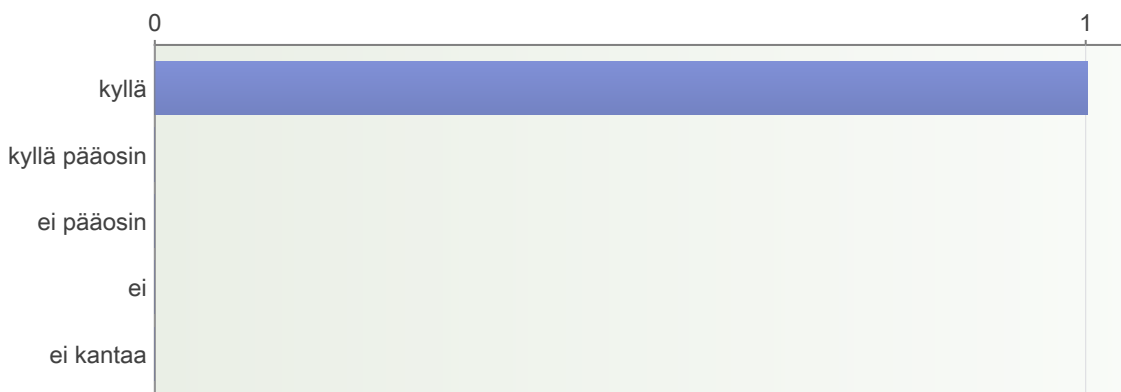 0 1
kyllä
kyllä pääosin
ei pääosin
ei
ei kantaa